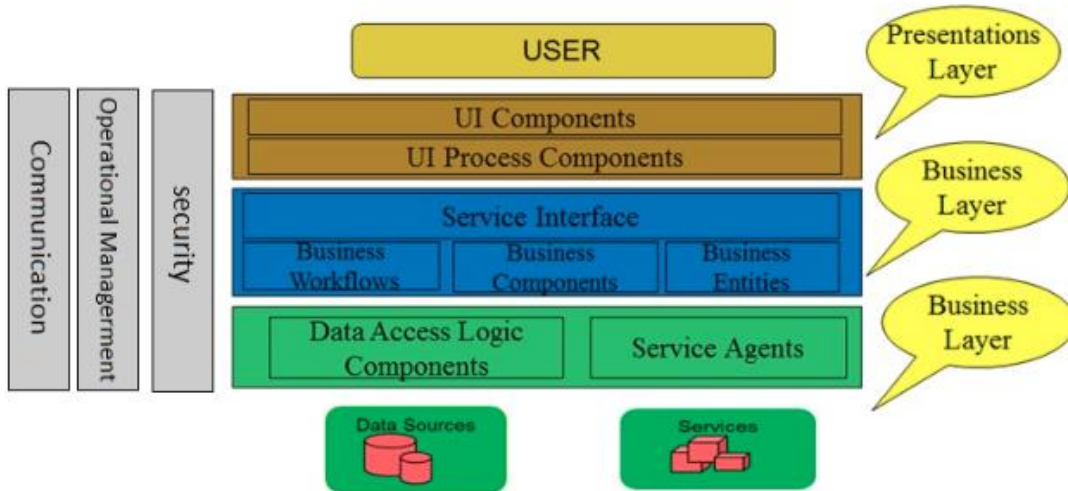 USER
Presentations
Layer
Communication
Operational Managerment
security
UI Components
UI Process Components
Business
Layer
Service Interface
Business
Workflows
Business
Components
Business
Entities
Business
Layer
Data Access Logic
Components
Service Agents
Data Sources
Services